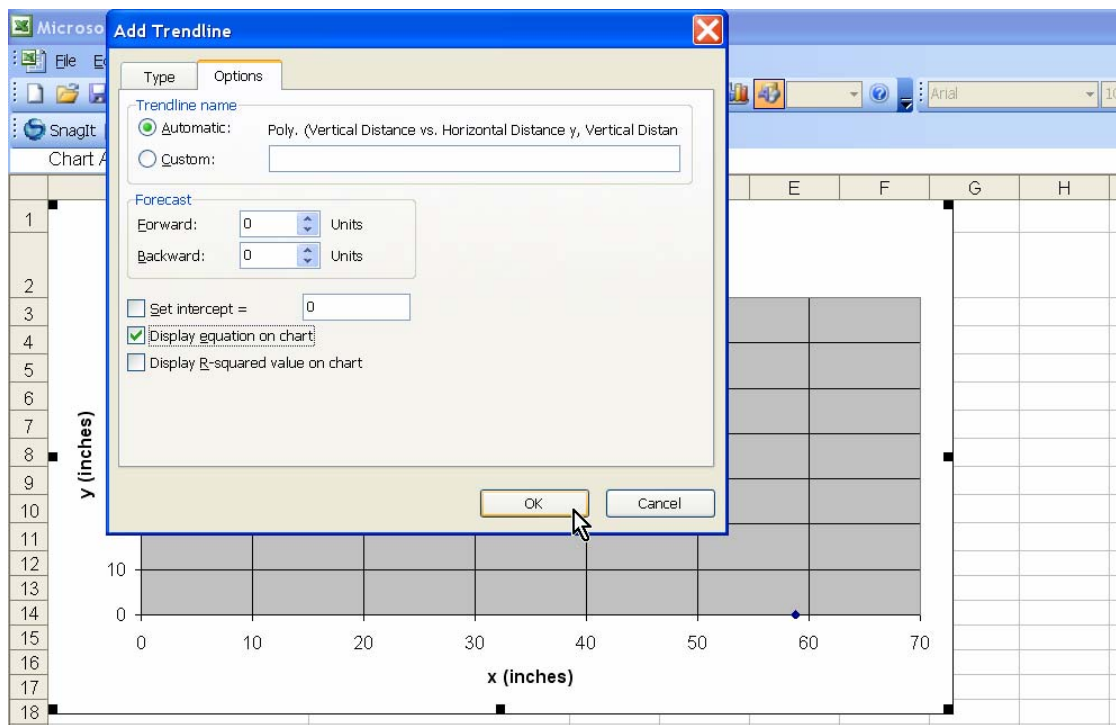 Microso
Add Trendline
File
Type
Options
Arial
Trendline name
Automatic:
Poly. (Vertical Distance vs. Horizontal Distance y, Vertical Distan
SnagIt
Custom:
Chart A
Forecast
E
F
G
H
Forward:
0
Units
1
Backward:
0
Units
2
Set intercept =
0
3
Display equation on chart
4
Display R-squared value on chart
5
6
7
8
9
10
11
12
13
14
15
16
17
18
y (inches)
OK
Cancel
10
0
0
10
20
30
40
50
60
70
x (inches)